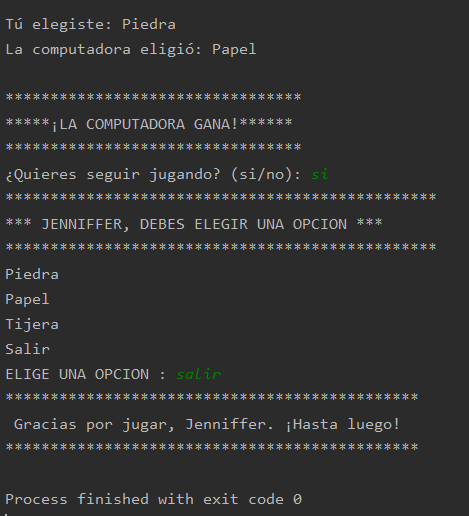 Tú elegiste: Piedra
La computadora eligió: Papel
*********************************
*****¡LA COMPUTADORA GANA!******
*********************************
¿Quieres seguir jugando? (si/no): si
************************************************
*** JENNIFFER, DEBES ELEGIR UNA OPCION ***
************************************************
Piedra
Papel
Tijera
Salir
ELIGE UNA OPCION : salir
**********************************************
Gracias por jugar, Jenniffer. ¡Hasta luego!
**********************************************
Process finished with exit code 0